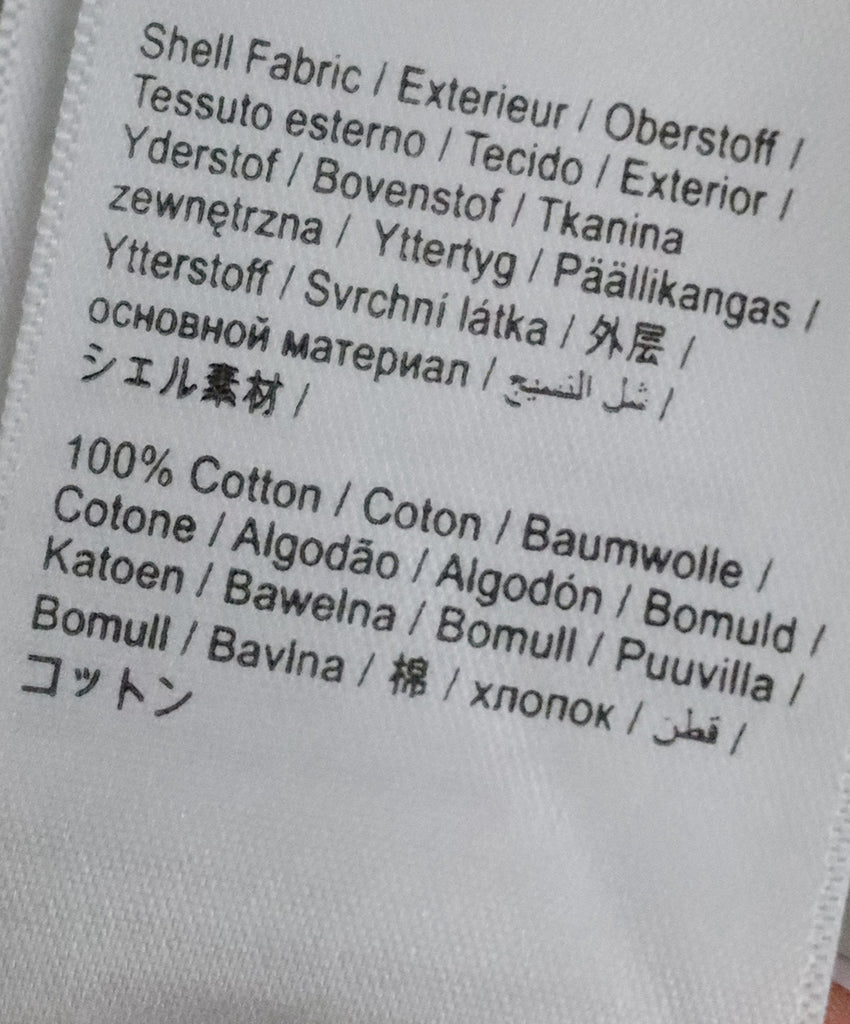 Shell Fabric / Exterieur / Oberstoff /
Tessuto esterno / Tecido / Exterior /
Yderstof / Bovenstof / Tkanina
zewnętrzna / Yttertyg / Päällikangas /
Ytterstoff / Svrchní látka / 外层 /
основной материал / شل النسيج /
シェル素材 /
100% Cotton / Coton / Baumwolle /
Cotone / Algodão / Algodón / Bomuld /
Katoen / Bawelna / Bomull / Puuvilla /
Bomull / Bavlna / 棉 / хлопок / قطن /
コットン